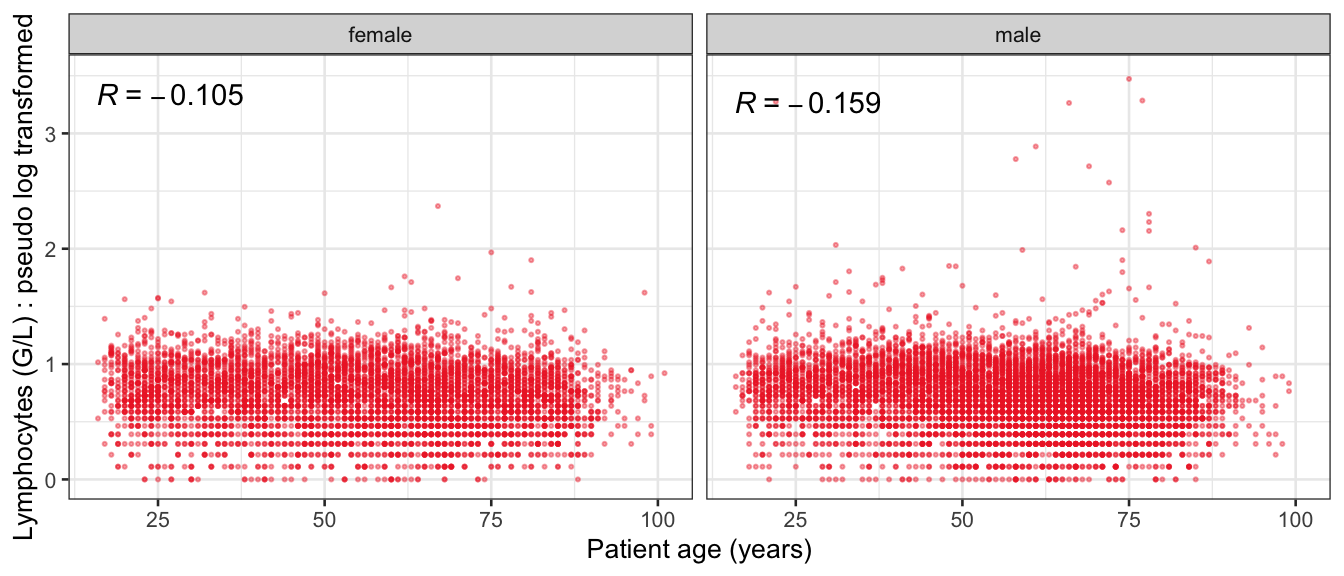 female
male
R = −0.105
R = −0.159
Lymphocytes (G/L) : pseudo log transformed
3
2
1
0
25 50 75 100
25 50 75 100
Patient age (years)